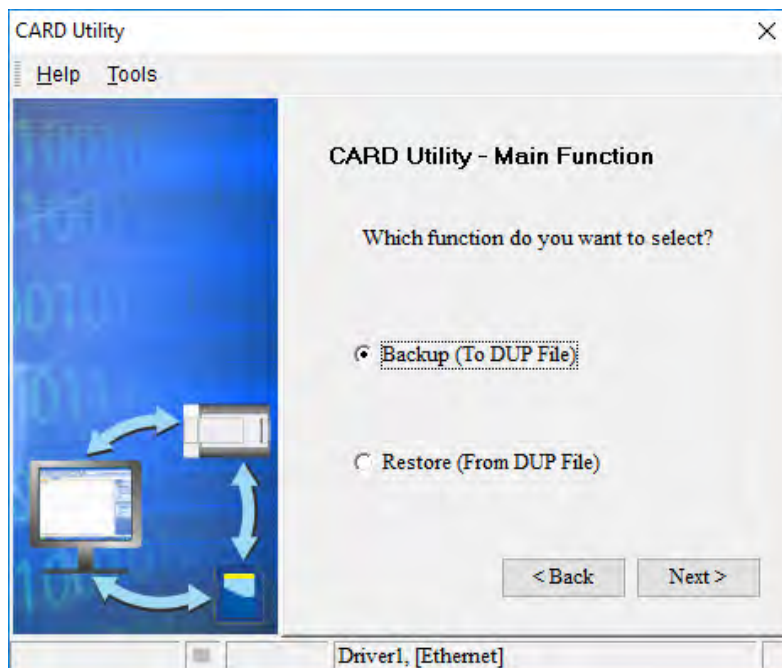 CARD Utility
Help Tools
CARD Utility - Main Function
Which function do you want to select?
Backup (To DUP File)
Restore (From DUP File)
< Back Next >
Driver1, [Ethernet]